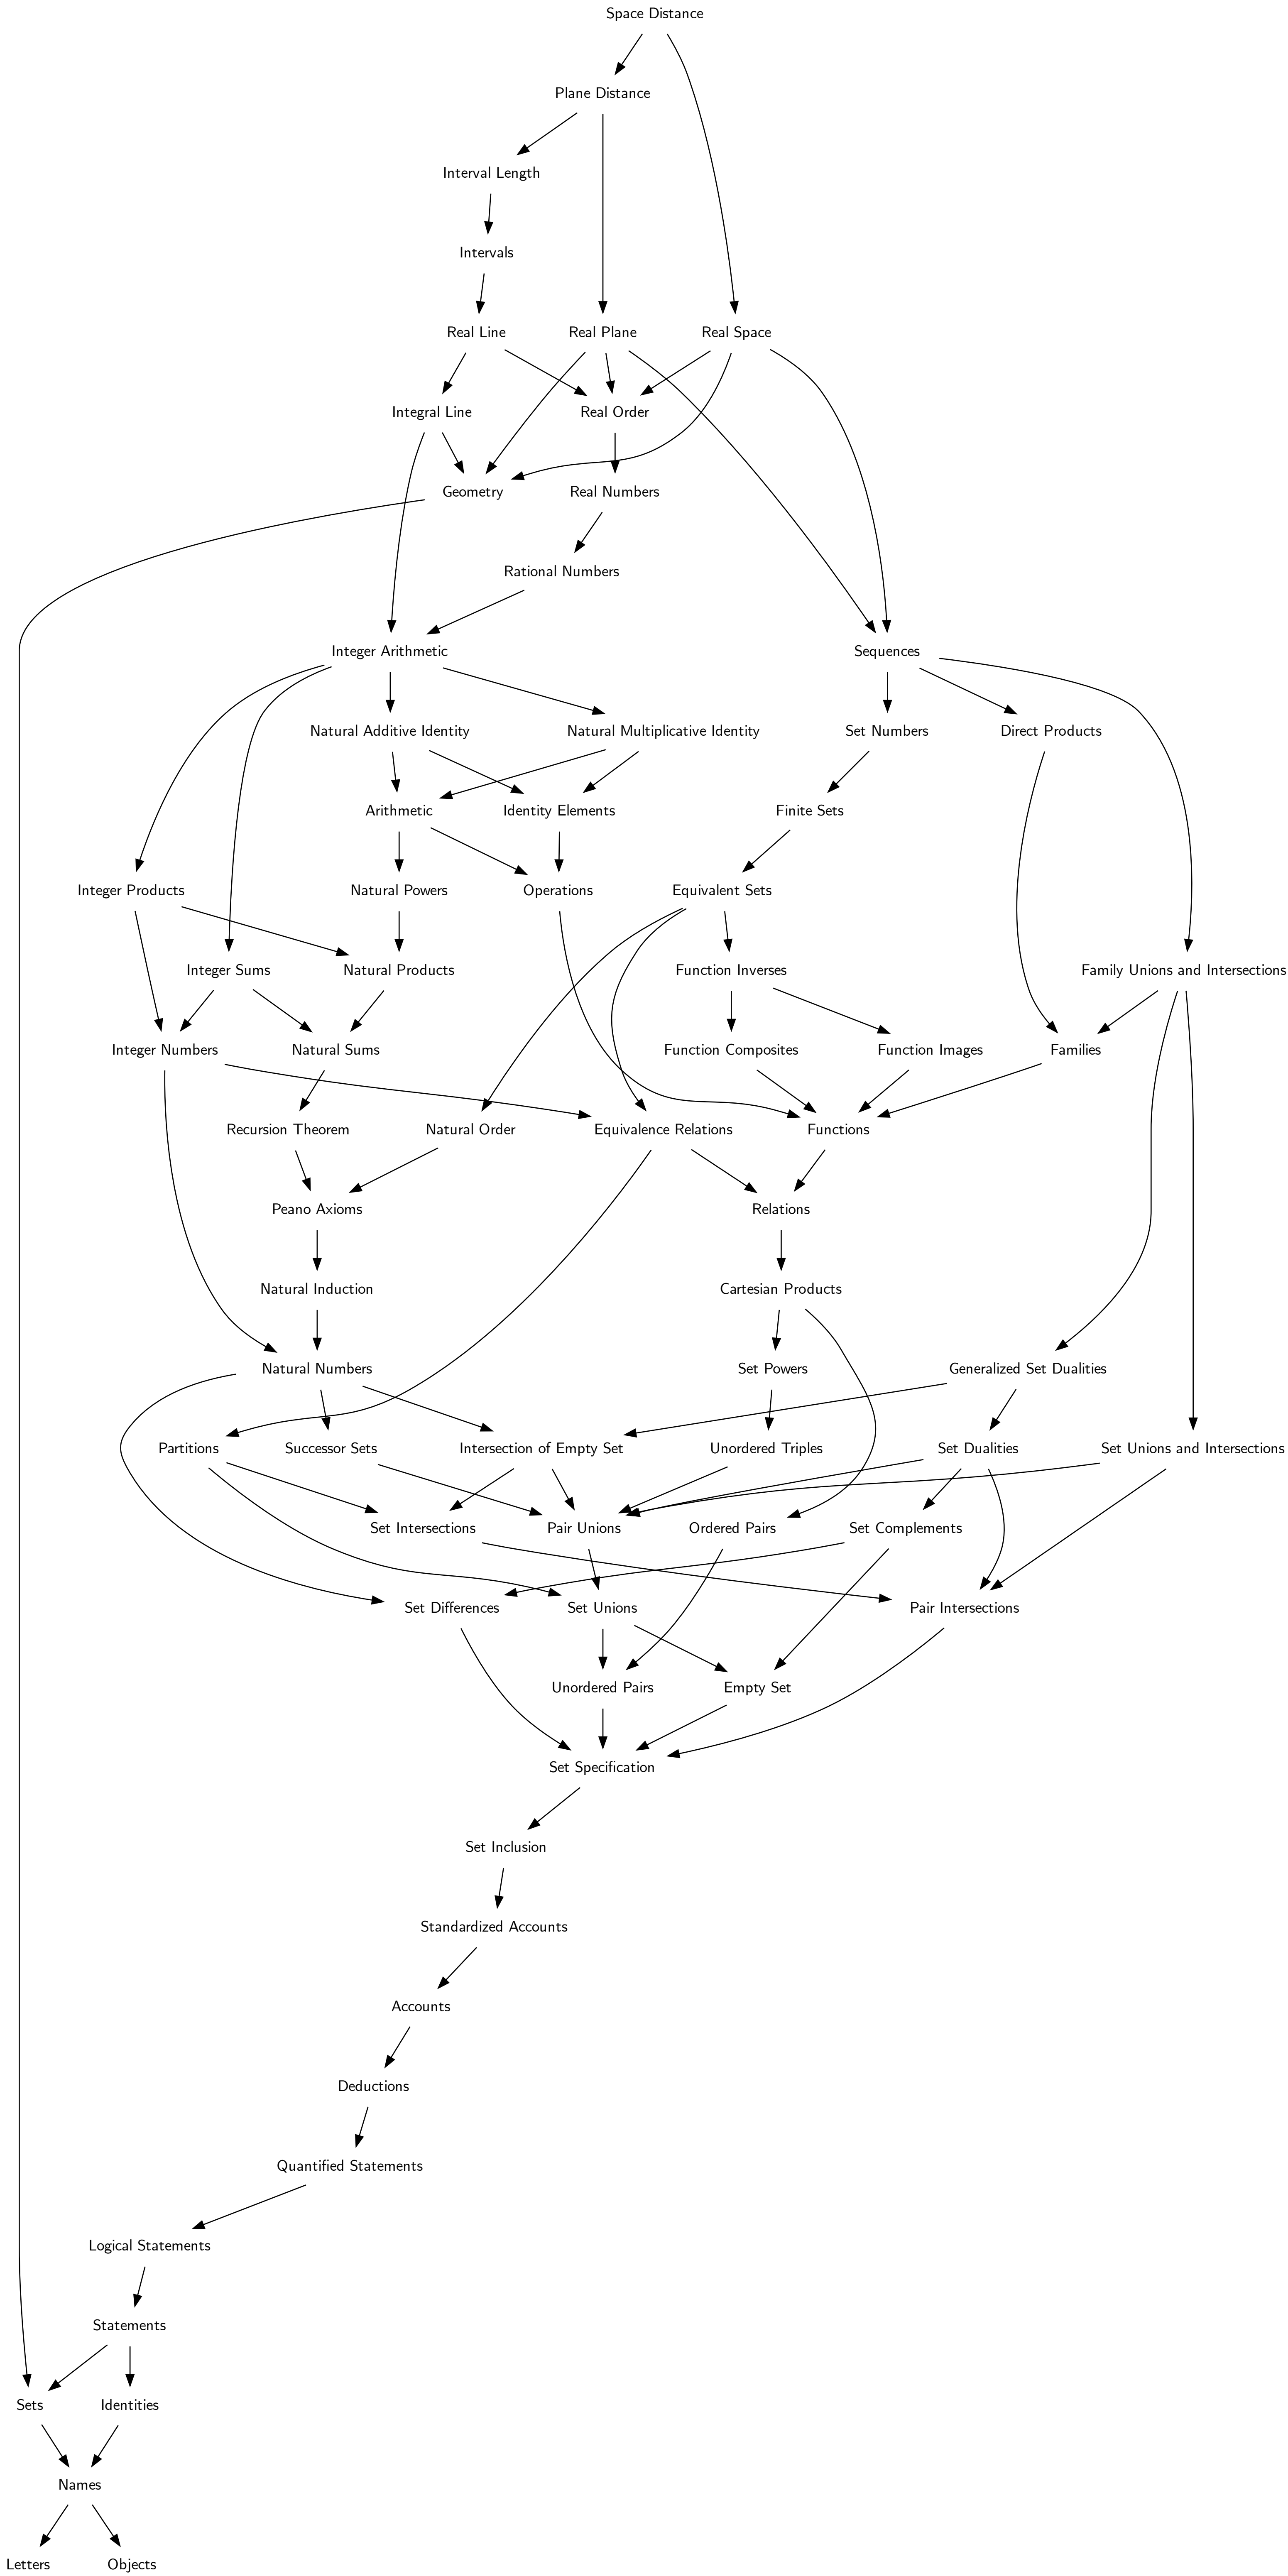 Space Distance
Plane Distance
Interval Length
Intervals
Real Line
Real Plane
Real Space
Integral Line
Real Order
Geometry
Real Numbers
Rational Numbers
Integer Arithmetic
Sequences
Natural Additive Identity
Natural Multiplicative Identity
Set Numbers
Direct Products
Arithmetic
Identity Elements
Finite Sets
Integer Products
Natural Powers
Operations
Equivalent Sets
Integer Sums
Natural Products
Function Inverses
Family Unions and Intersections
Integer Numbers
Natural Sums
Function Composites
Function Images
Families
Recursion Theorem
Natural Order
Equivalence Relations
Functions
Peano Axioms
Relations
Natural Induction
Cartesian Products
Natural Numbers
Set Powers
Generalized Set Dualities
Partitions
Successor Sets
Intersection of Empty Set
Unordered Triples
Set Dualities
Set Unions and Intersections
Set Intersections
Pair Unions
Ordered Pairs
Set Complements
Set Differences
Set Unions
Pair Intersections
Unordered Pairs
Empty Set
Set Specification
Set Inclusion
Standardized Accounts
Accounts
Deductions
Quantified Statements
Logical Statements
Statements
Sets
Identities
Names
Letters
Objects